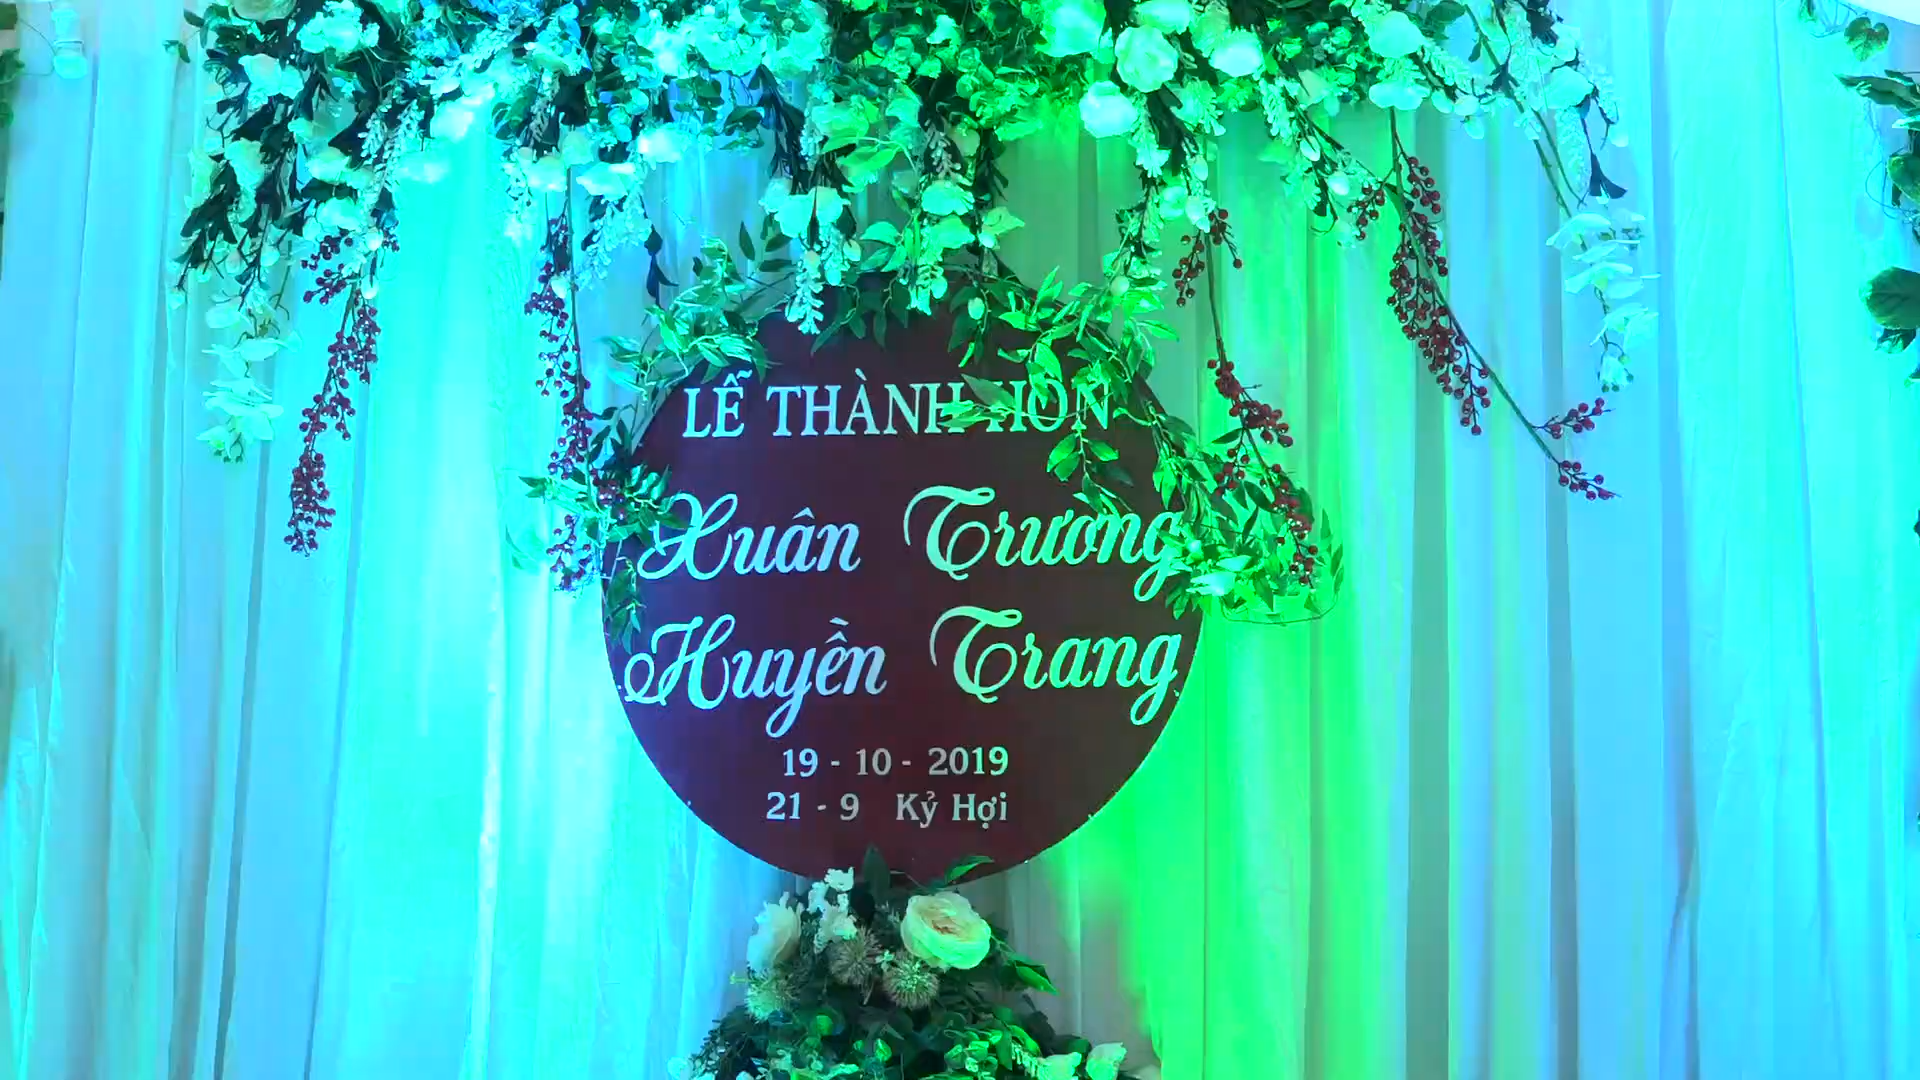 LỄ THÀNH HÔN
Xuân Trường
Huyền Trang
19 - 10 - 2019
21 - 9 Kỷ Hợi